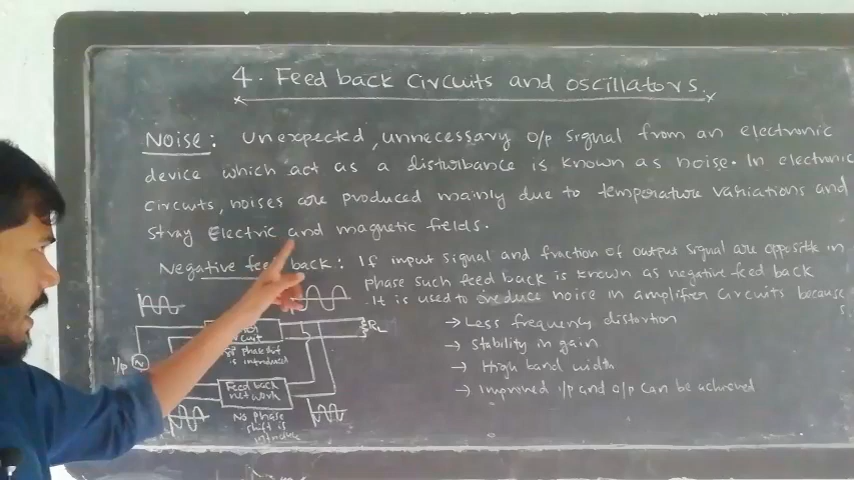 4. Feed back circuits and oscillators.
Noise: Unexpected, unnecessary o/p signal from an electronic
device which act as a disturbance is known as noise. In electronic
circuits, noises are produced mainly due to temperature variations and
stray Electric and magnetic fields.
Negative feed back: If input signal and fraction of output signal are opposite in
phase such feed back is known as negative feed back
It is used to reduce noise in amplifier circuits because
→ Less frequency distortion
→ Stability in gain
→ High band width
→ Improved i/p and o/p can be achieved
RL
phase shift
is introduced
I/p
Feed back
network
No phase
shift is
introduce